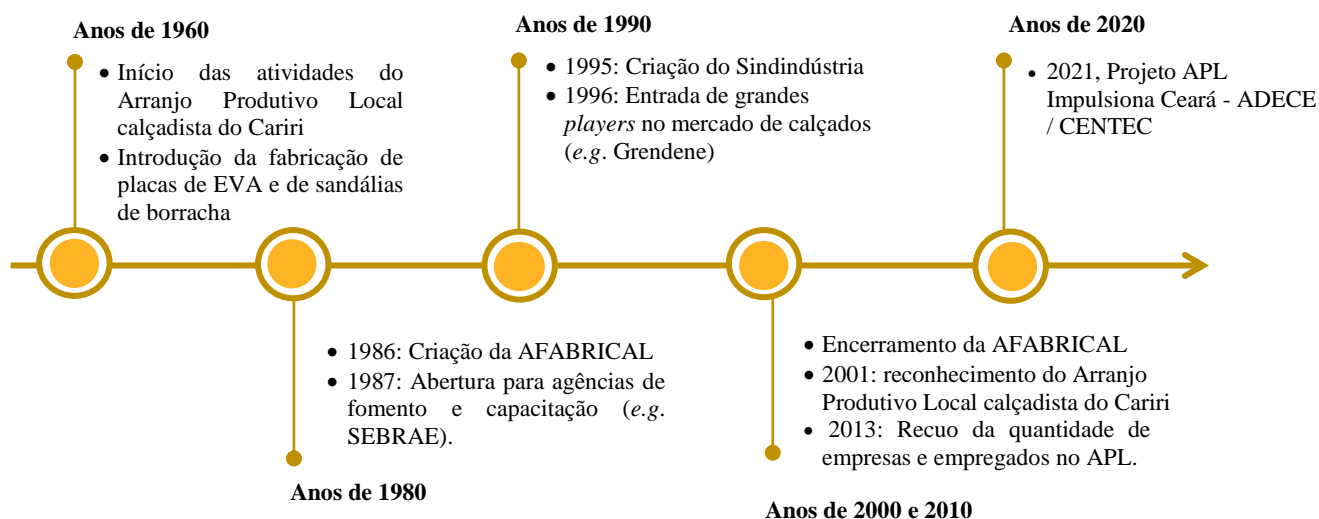 Anos de 1960
• Início das atividades do
Arranjo Produtivo Local
calçadista do Cariri
• Introdução da fabricação de
placas de EVA e de sandálias
de borracha
• 1986: Criação da AFABRICAL
• 1987: Abertura para agências de
fomento e capacitação (e.g.
SEBRAE).
Anos de 1980
Anos de 1990
• 1995: Criação do Sindindústria
• 1996: Entrada de grandes
players no mercado de calçados
(e.g. Grendene)
• Encerramento da AFABRICAL
• 2001: reconhecimento do Arranjo
Produtivo Local calçadista do Cariri
• 2013: Recuo da quantidade de
empresas e empregados no APL.
Anos de 2000 e 2010
Anos de 2020
• 2021, Projeto APL
Impulsiona Ceará - ADECE
/ CENTEC